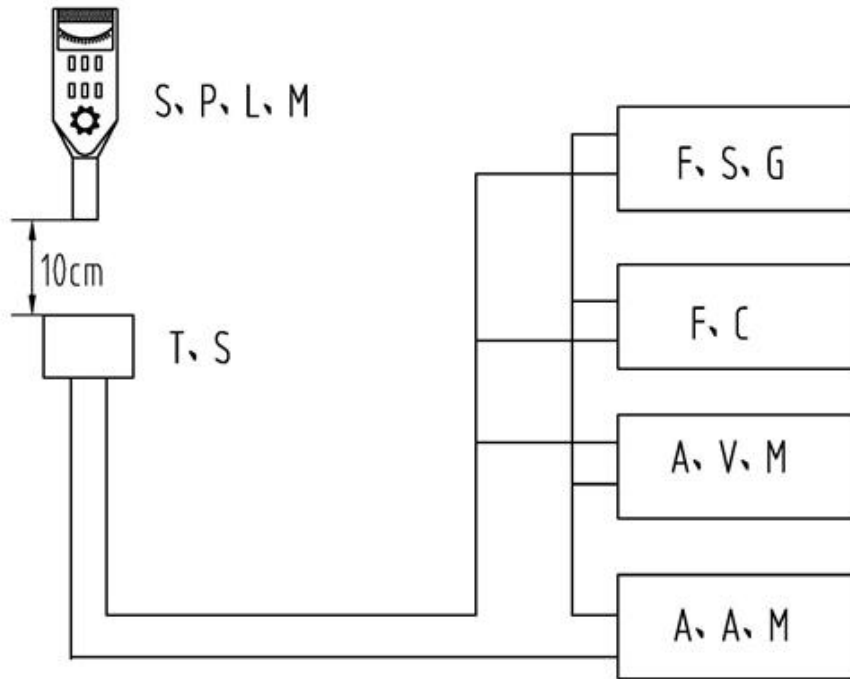 S、P、L、M
F、S、G
10cm
T、S
F、C
A、V、M
A、A、M